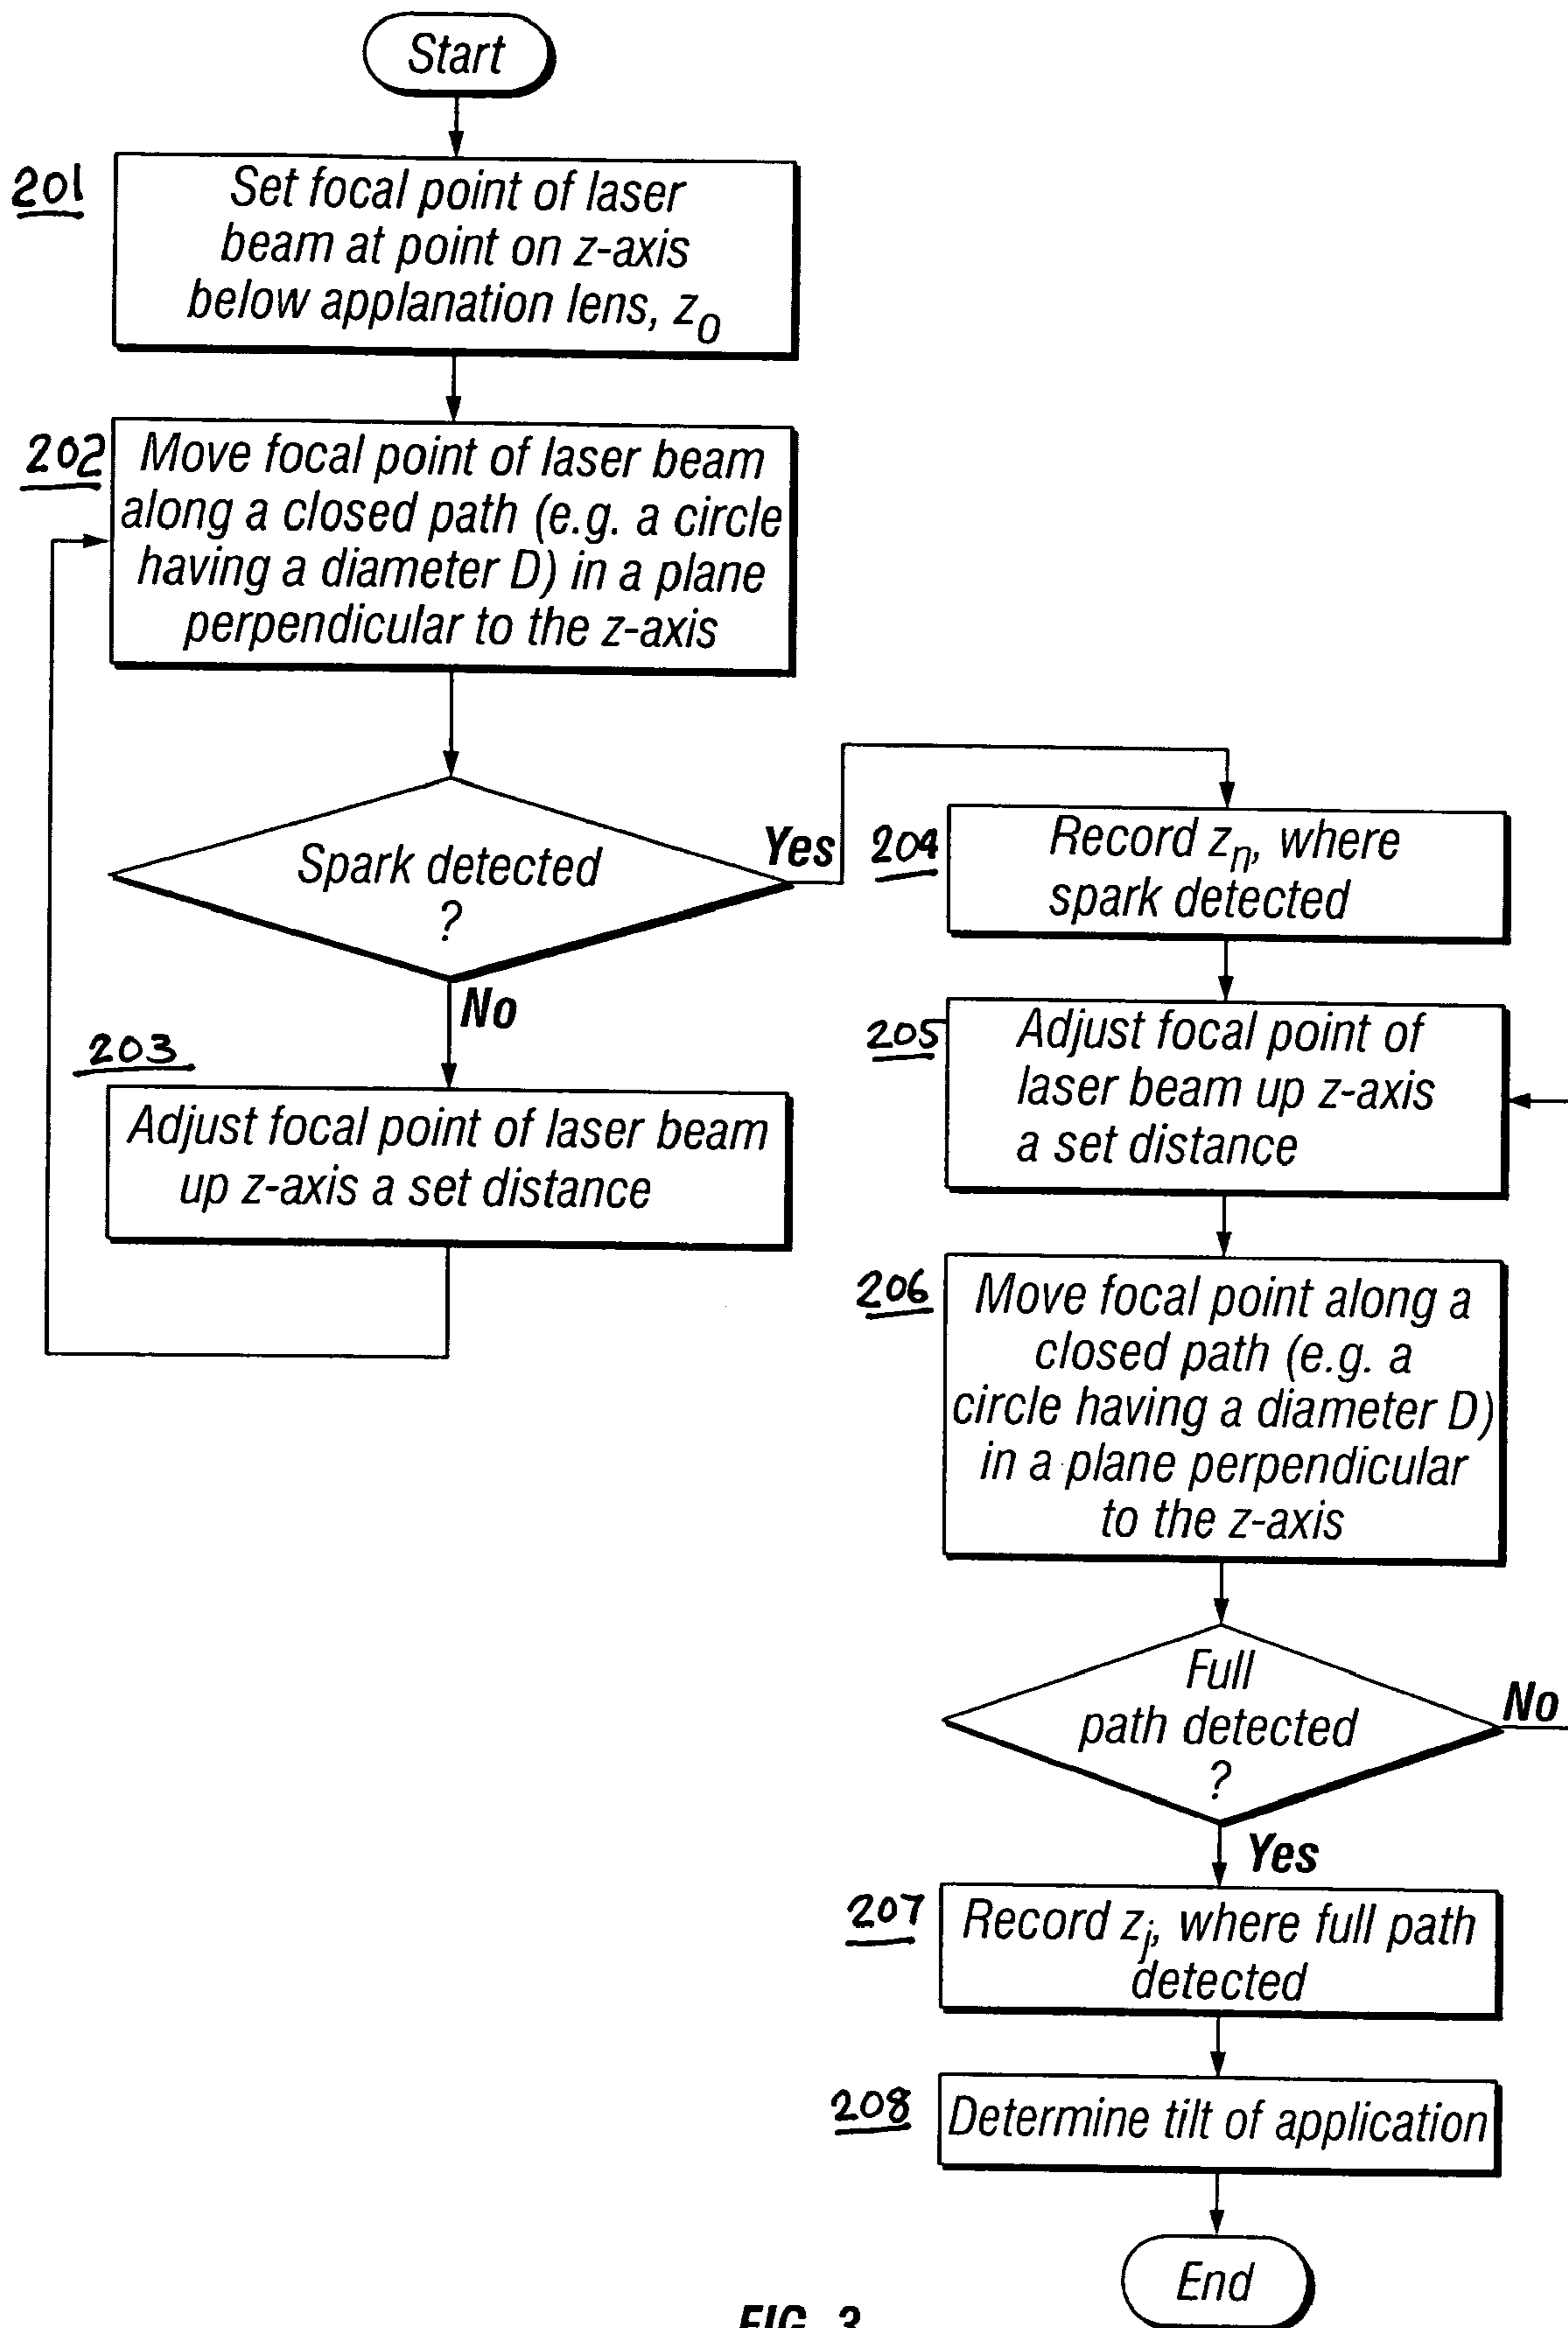 Start
201
Set focal point of laser
beam at point on z-axis
below applanation lens, z0
202
Move focal point of laser beam
along a closed path (e.g. a circle
having a diameter D) in a plane
perpendicular to the z-axis
Spark detected
?
Yes
No
203
Adjust focal point of laser beam
up z-axis a set distance
204
Record zn, where
spark detected
205
Adjust focal point of
laser beam up z-axis
a set distance
206
Move focal point along a
closed path (e.g. a
circle having a diameter D)
in a plane perpendicular
to the z-axis
Full
path detected
?
No
Yes
207
Record zj, where full path
detected
208
Determine tilt of application
End
FIG. 3